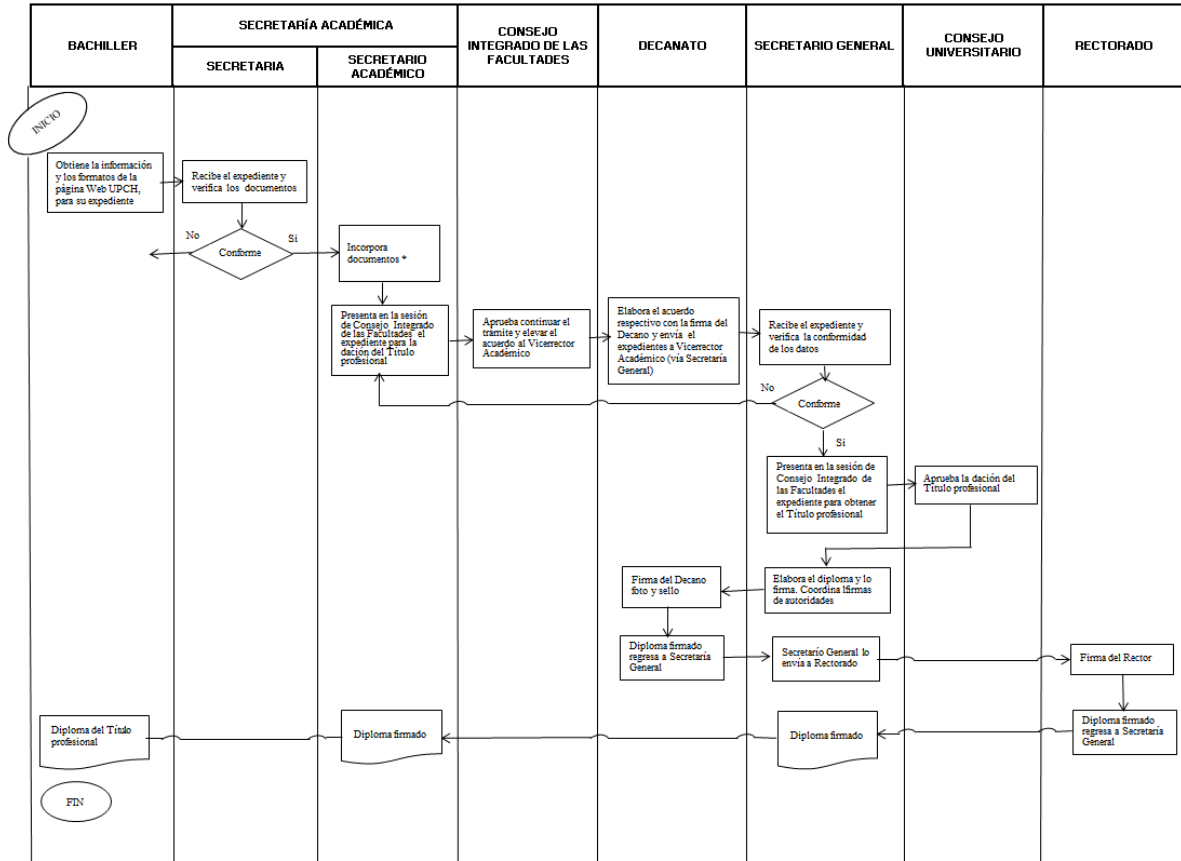 BACHILLER
SECRETARÍA ACADÉMICA
SECRETARIA
SECRETARIO
ACADÉMICO
CONSEJO
INTEGRADO DE LAS
FACULTADES
DECANATO
SECRETARIO GENERAL
CONSEJO
UNIVERSITARIO
RECTORADO
INICIO
Obtiene la información
y los formatos de la
página Web UPCH,
para su expediente
Recibe el expediente y
verifica los documentos
No
Conforme
Si
Incorpora
documentos *
Presenta en la sesión
de Consejo Integrado
de las Facultades el
expediente para la
dación del Título
profesional
Aprueba continuar el
trámite y elevar el
acuerdo al Vicerrector
Académico
Elabora el acuerdo
respectivo con la firma del
Decano y envía el
expedientes a Vicerrector
Académico (vía Secretaría
General)
Recibe el expediente y
verifica la conformidad
de los datos
No
Conforme
Si
Presenta en la sesión de
Consejo Integrado de
las Facultades el
expediente para obtener
el Título profesional
Aprueba la dación del
Título profesional
Elabora el diploma y lo
firma. Coordina lfirmas
de autoridades
Firma del Decano
foto y sello
Diploma firmado
regresa a Secretaría
General
Secretarío General lo
envía a Rectorado
Firma del Rector
Diploma firmado
regresa a Secretaría
General
Diploma firmado
Diploma firmado
Diploma del Título
profesional
FIN